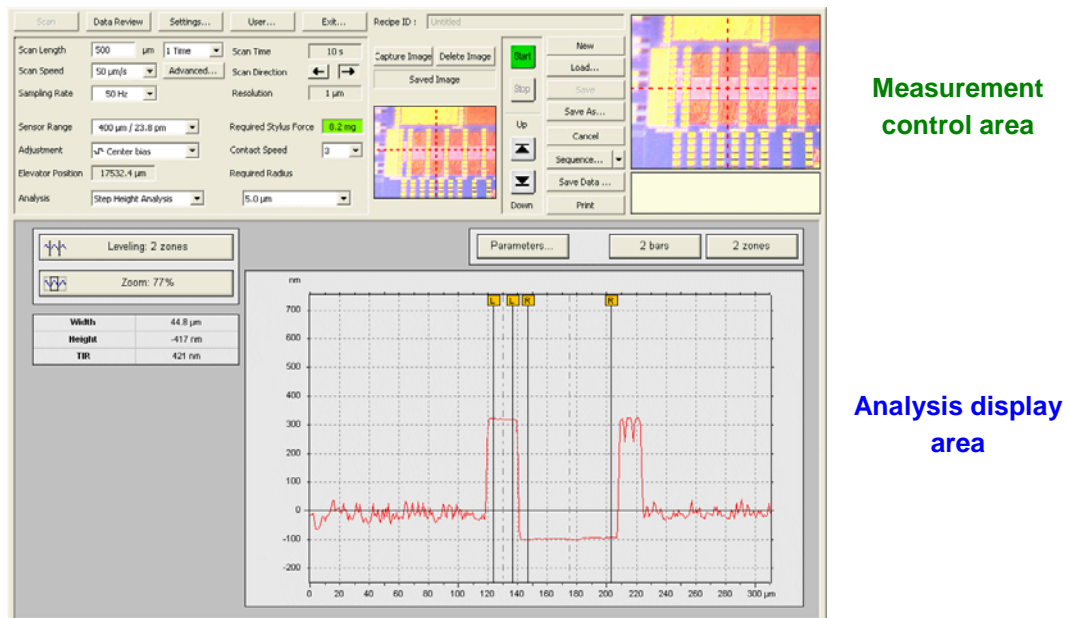 Scan Data Review Settings... User... Exit... Recipe ID : Untitled
Scan Length 500 µm 1 Time Scan Time 10 s
Scan Speed 50 µm/s Advanced... Scan Direction
Sampling Rate 50 Hz Resolution 1 µm
Sensor Range 400 µm / 23.8 pm Required Stylus Force 0.2 mg
Adjustment Center bias Contact Speed 3
Elevator Position 17532.4 µm Required Radius
Analysis Step Height Analysis 5.0 µm
Capture Image Delete Image
Saved Image
Start
Stop
Up
Down
New
Load...
Save
Save As...
Cancel
Sequence...
Save Data ...
Print
Measurement
control area
Leveling: 2 zones
Zoom: 77%
Parameters... 2 bars 2 zones
Width 44.8 µm
Height -417 nm
TIR 421 nm
nm
L L R R
700
600
500
400
300
200
100
0
-100
-200
0 20 40 60 80 100 120 140 160 180 200 220 240 260 280 300 µm
Analysis display
area